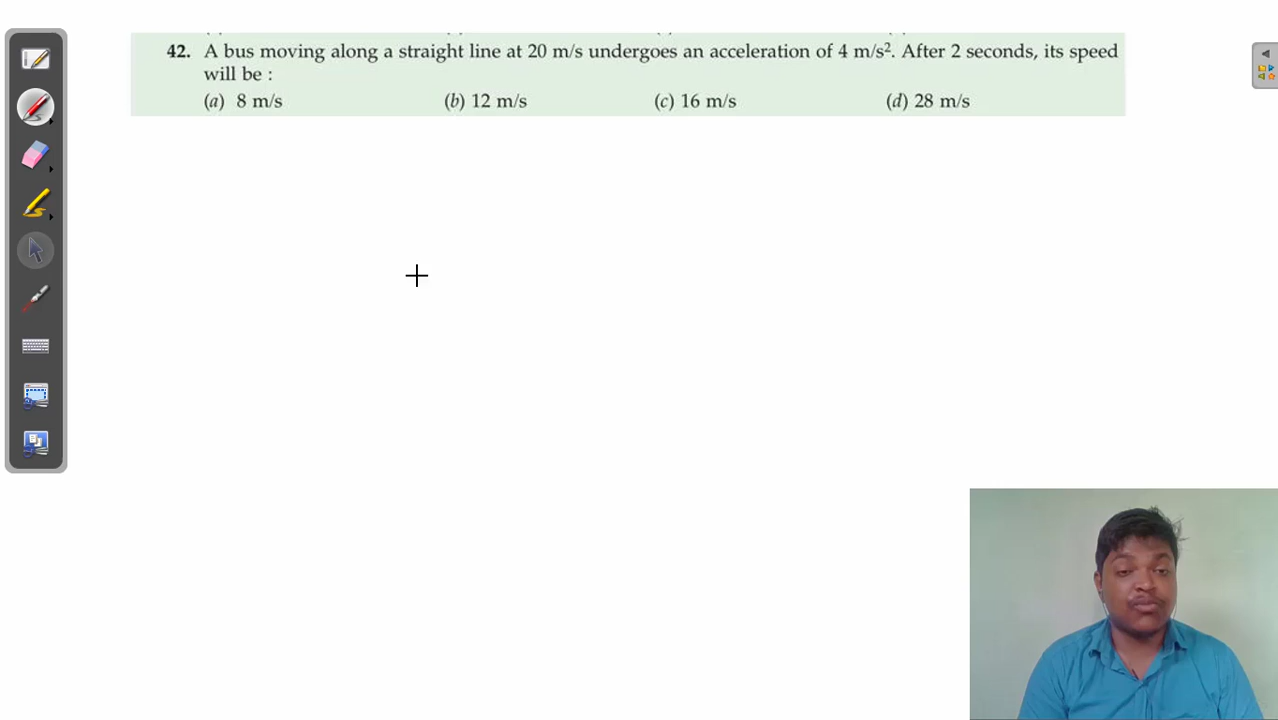 42. A bus moving along a straight line at 20 m/s undergoes an acceleration of 4 m/s². After 2 seconds, its speed
will be :
(a) 8 m/s (b) 12 m/s (c) 16 m/s (d) 28 m/s